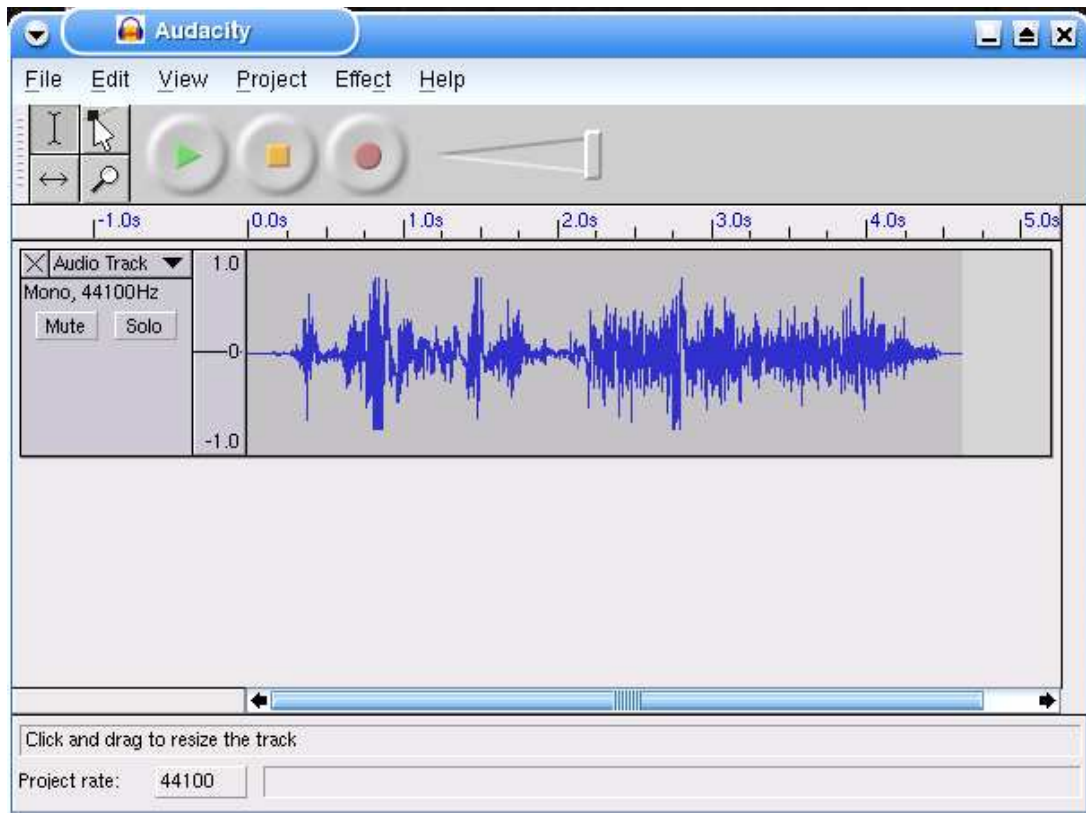 Audacity
File Edit View Project Effect Help
-1.0s 0.0s 1.0s 2.0s 3.0s 4.0s 5.0s
Audio Track 1.0
Mono, 44100Hz
Mute Solo
0
-1.0
Click and drag to resize the track
Project rate: 44100